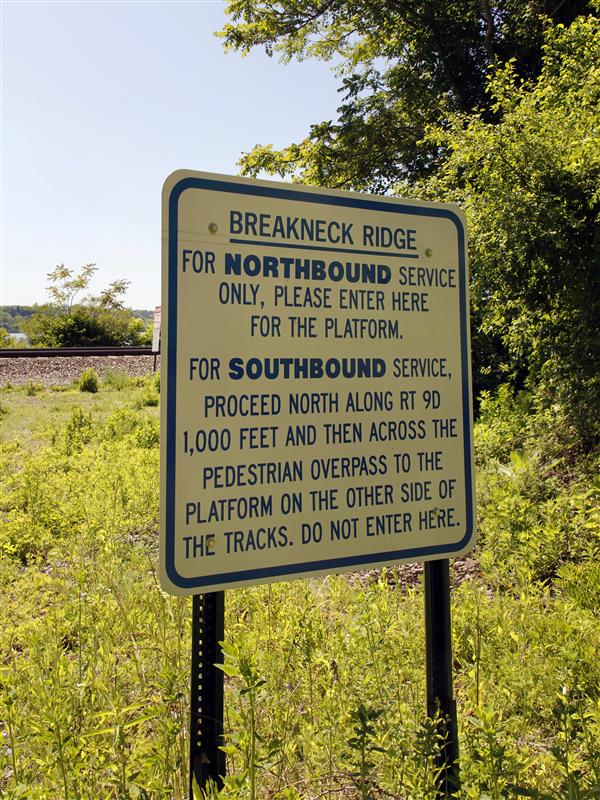 BREAKNECK RIDGE
FOR NORTHBOUND SERVICE
ONLY, PLEASE ENTER HERE
FOR THE PLATFORM.
FOR SOUTHBOUND SERVICE,
PROCEED NORTH ALONG RT 9D
1,000 FEET AND THEN ACROSS THE
PEDESTRIAN OVERPASS TO THE
PLATFORM ON THE OTHER SIDE OF
THE TRACKS. DO NOT ENTER HERE.